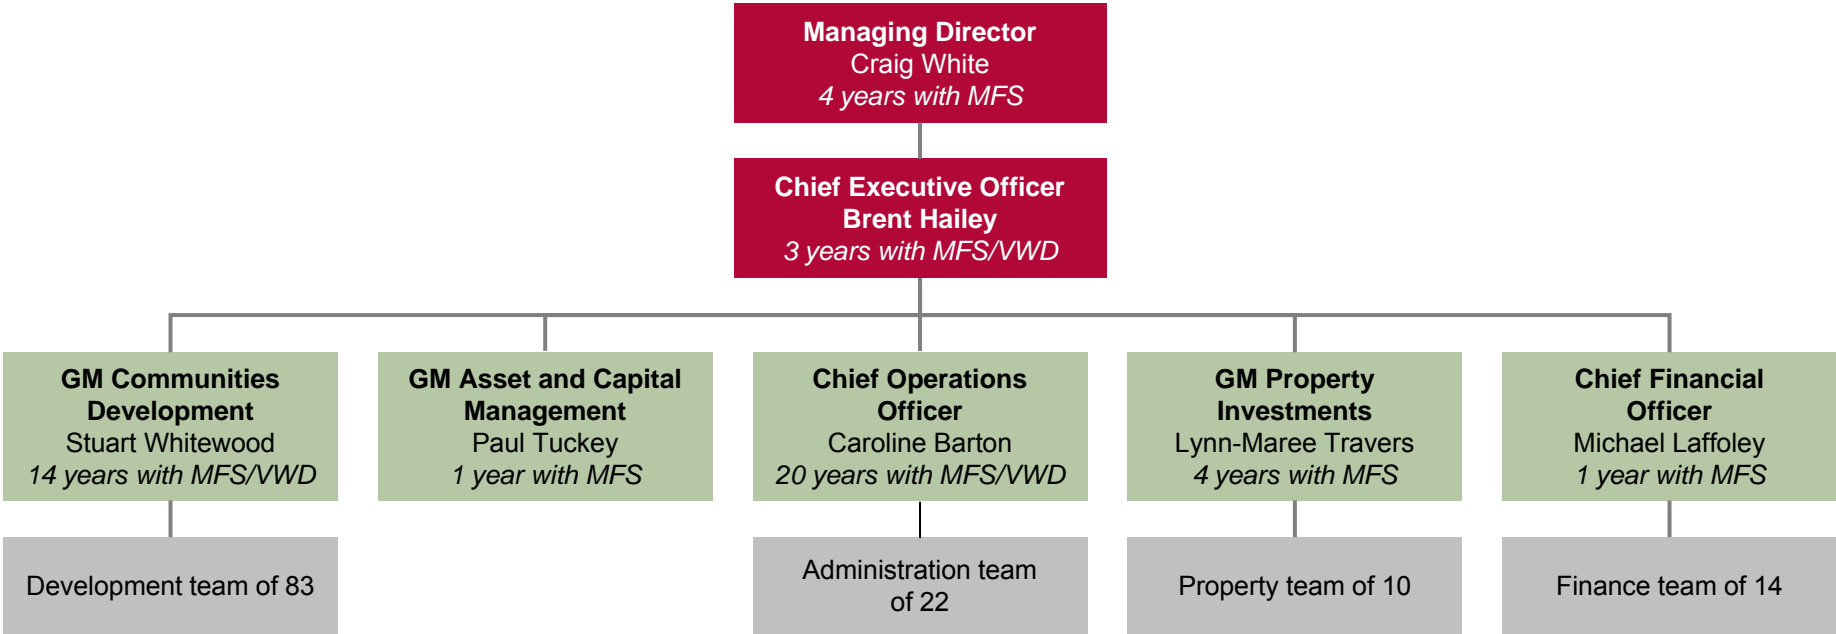 Managing Director
Craig White
4 years with MFS
Chief Executive Officer
Brent Hailey
3 years with MFS/VWD
GM Communities
Development
Stuart Whitewood
14 years with MFS/VWD
GM Asset and Capital
Management
Paul Tuckey
1 year with MFS
Chief Operations
Officer
Caroline Barton
20 years with MFS/VWD
GM Property
Investments
Lynn-Maree Travers
4 years with MFS
Chief Financial
Officer
Michael Laffoley
1 year with MFS
Development team of 83
Administration team
of 22
Property team of 10
Finance team of 14